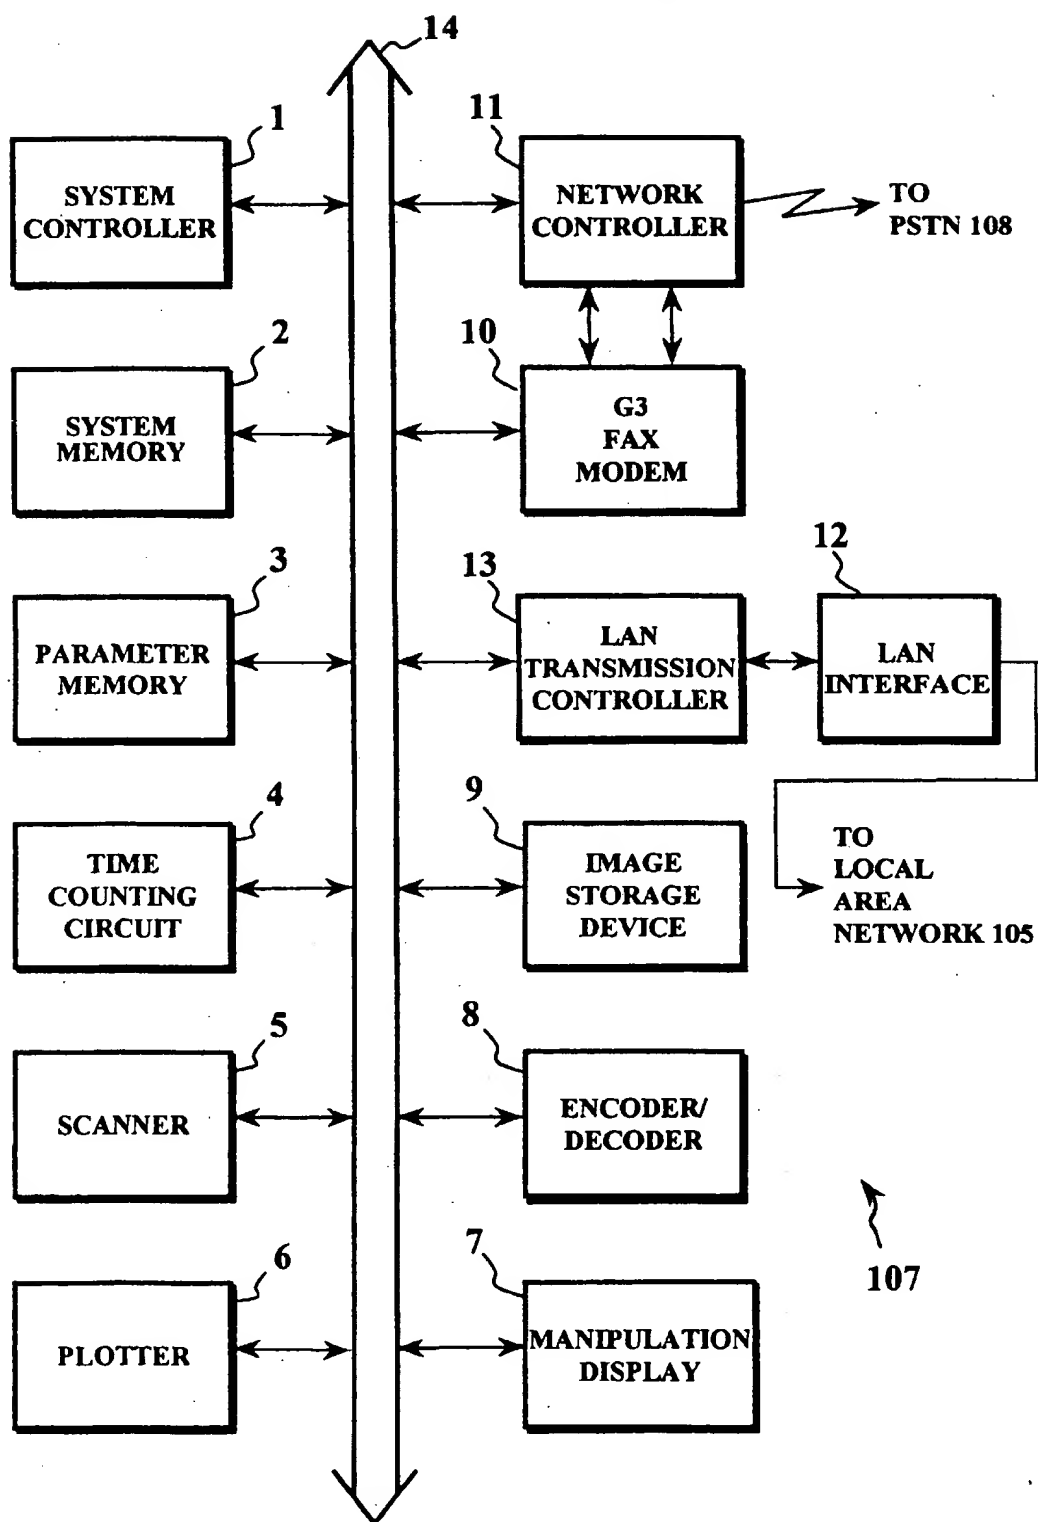 14
1
SYSTEM
CONTROLLER
11
NETWORK
CONTROLLER
TO
PSTN 108
2
SYSTEM
MEMORY
10
G3
FAX
MODEM
3
PARAMETER
MEMORY
13
LAN
TRANSMISSION
CONTROLLER
12
LAN
INTERFACE
4
TIME
COUNTING
CIRCUIT
9
IMAGE
STORAGE
DEVICE
TO
LOCAL
AREA
NETWORK 105
5
SCANNER
8
ENCODER/
DECODER
6
PLOTTER
7
MANIPULATION
DISPLAY
107